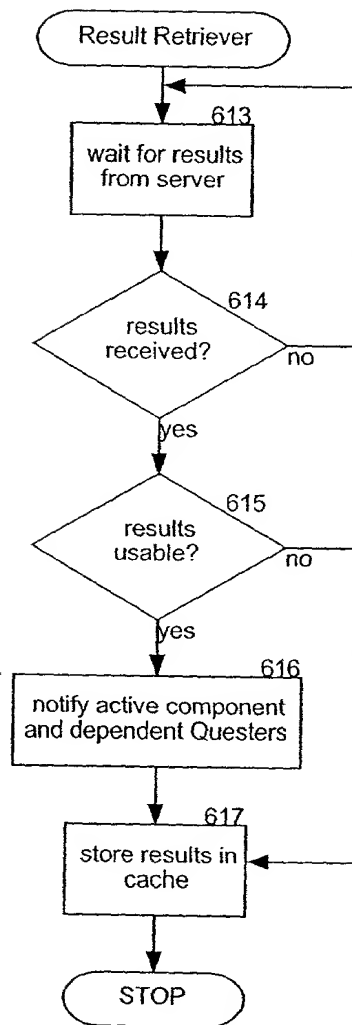 Result Retriever
613
wait for results
from server
614
results
received?
no
yes
615
results
usable?
no
yes
616
notify active component
and dependent Questers
617
store results in
cache
STOP